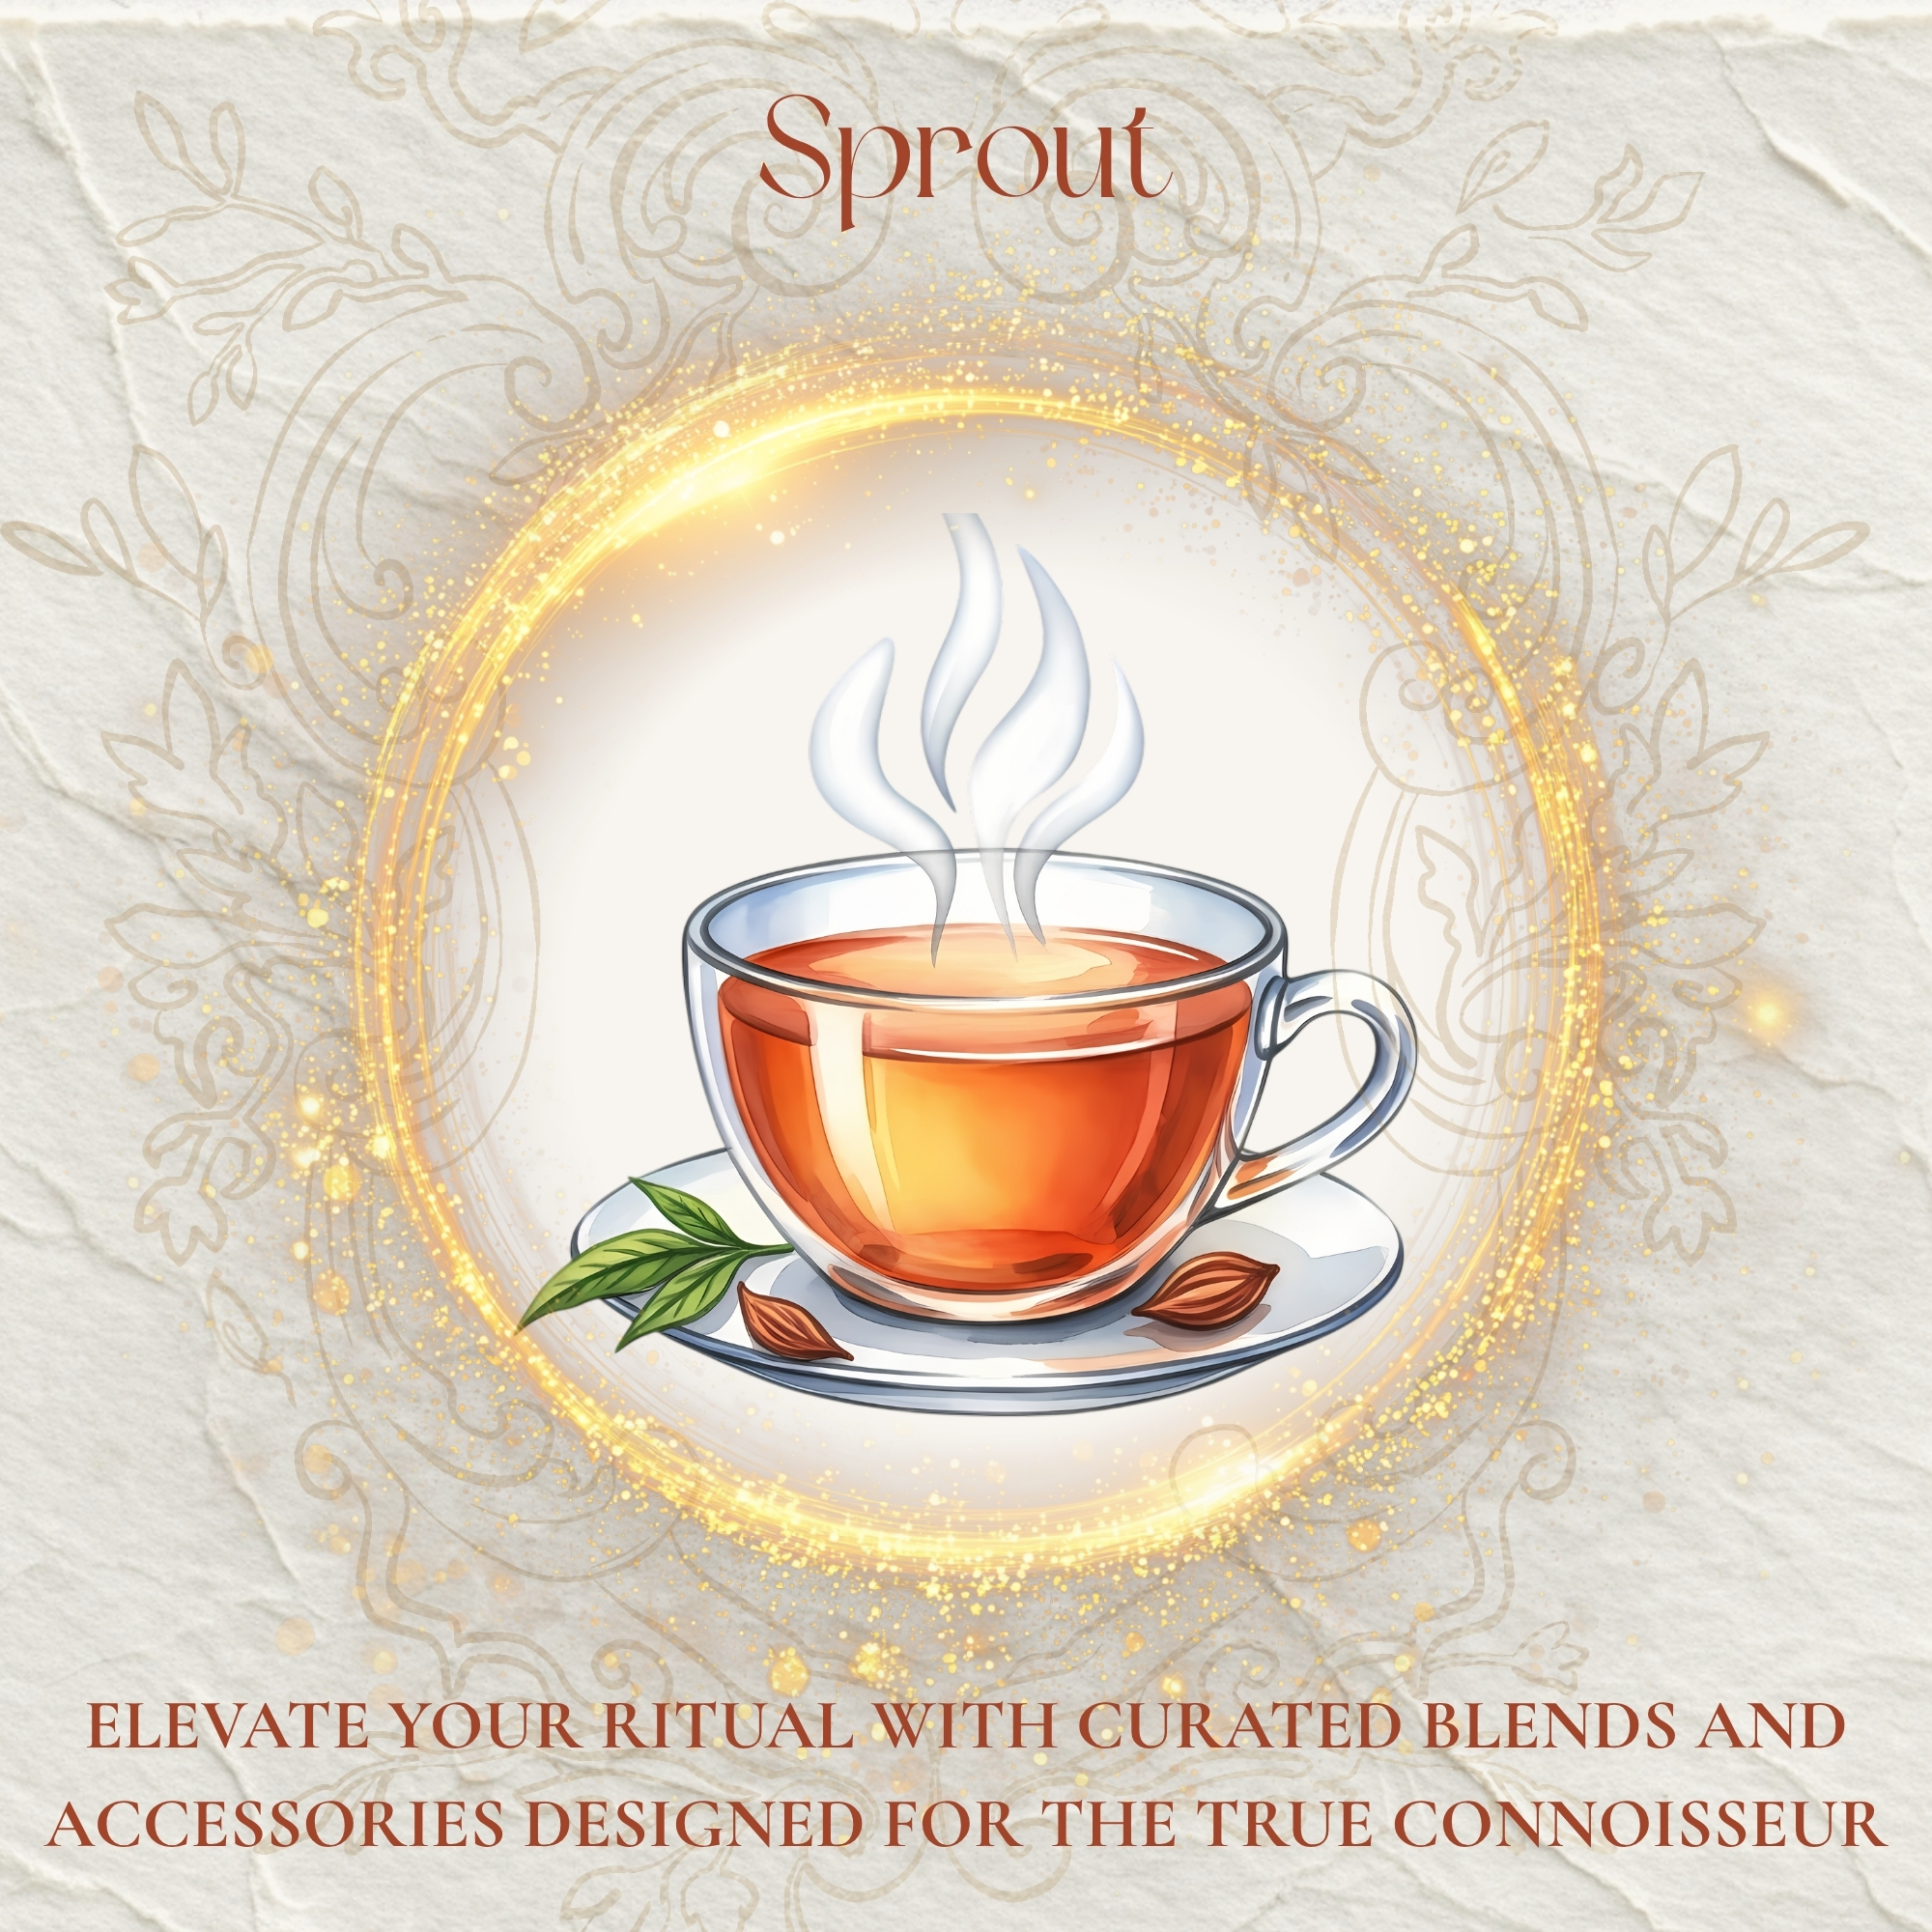 Sprout
ELEVATE YOUR RITUAL WITH CURATED BLENDS AND
ACCESSORIES DESIGNED FOR THE TRUE CONNOISSEUR